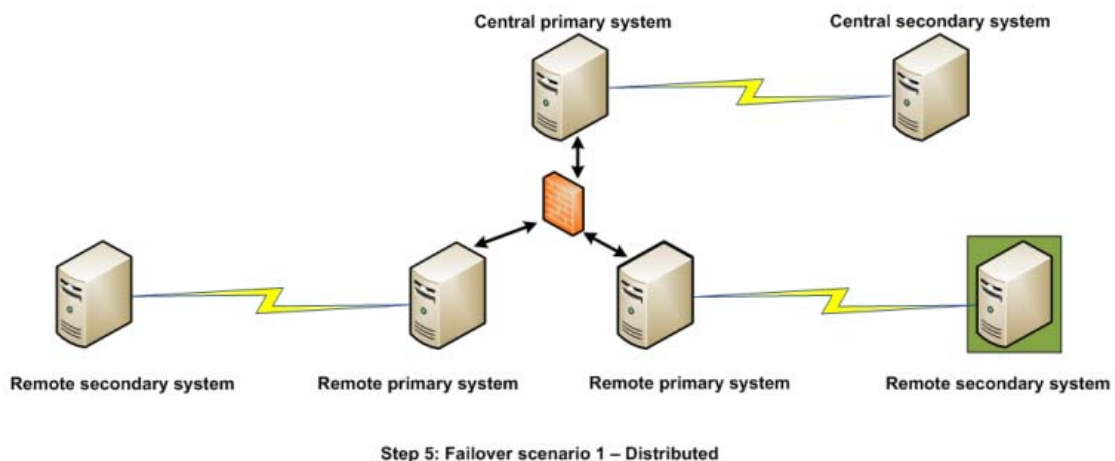 Central primary system
Central secondary system
Remote secondary system
Remote primary system
Remote primary system
Remote secondary system
Step 5: Failover scenario 1 – Distributed